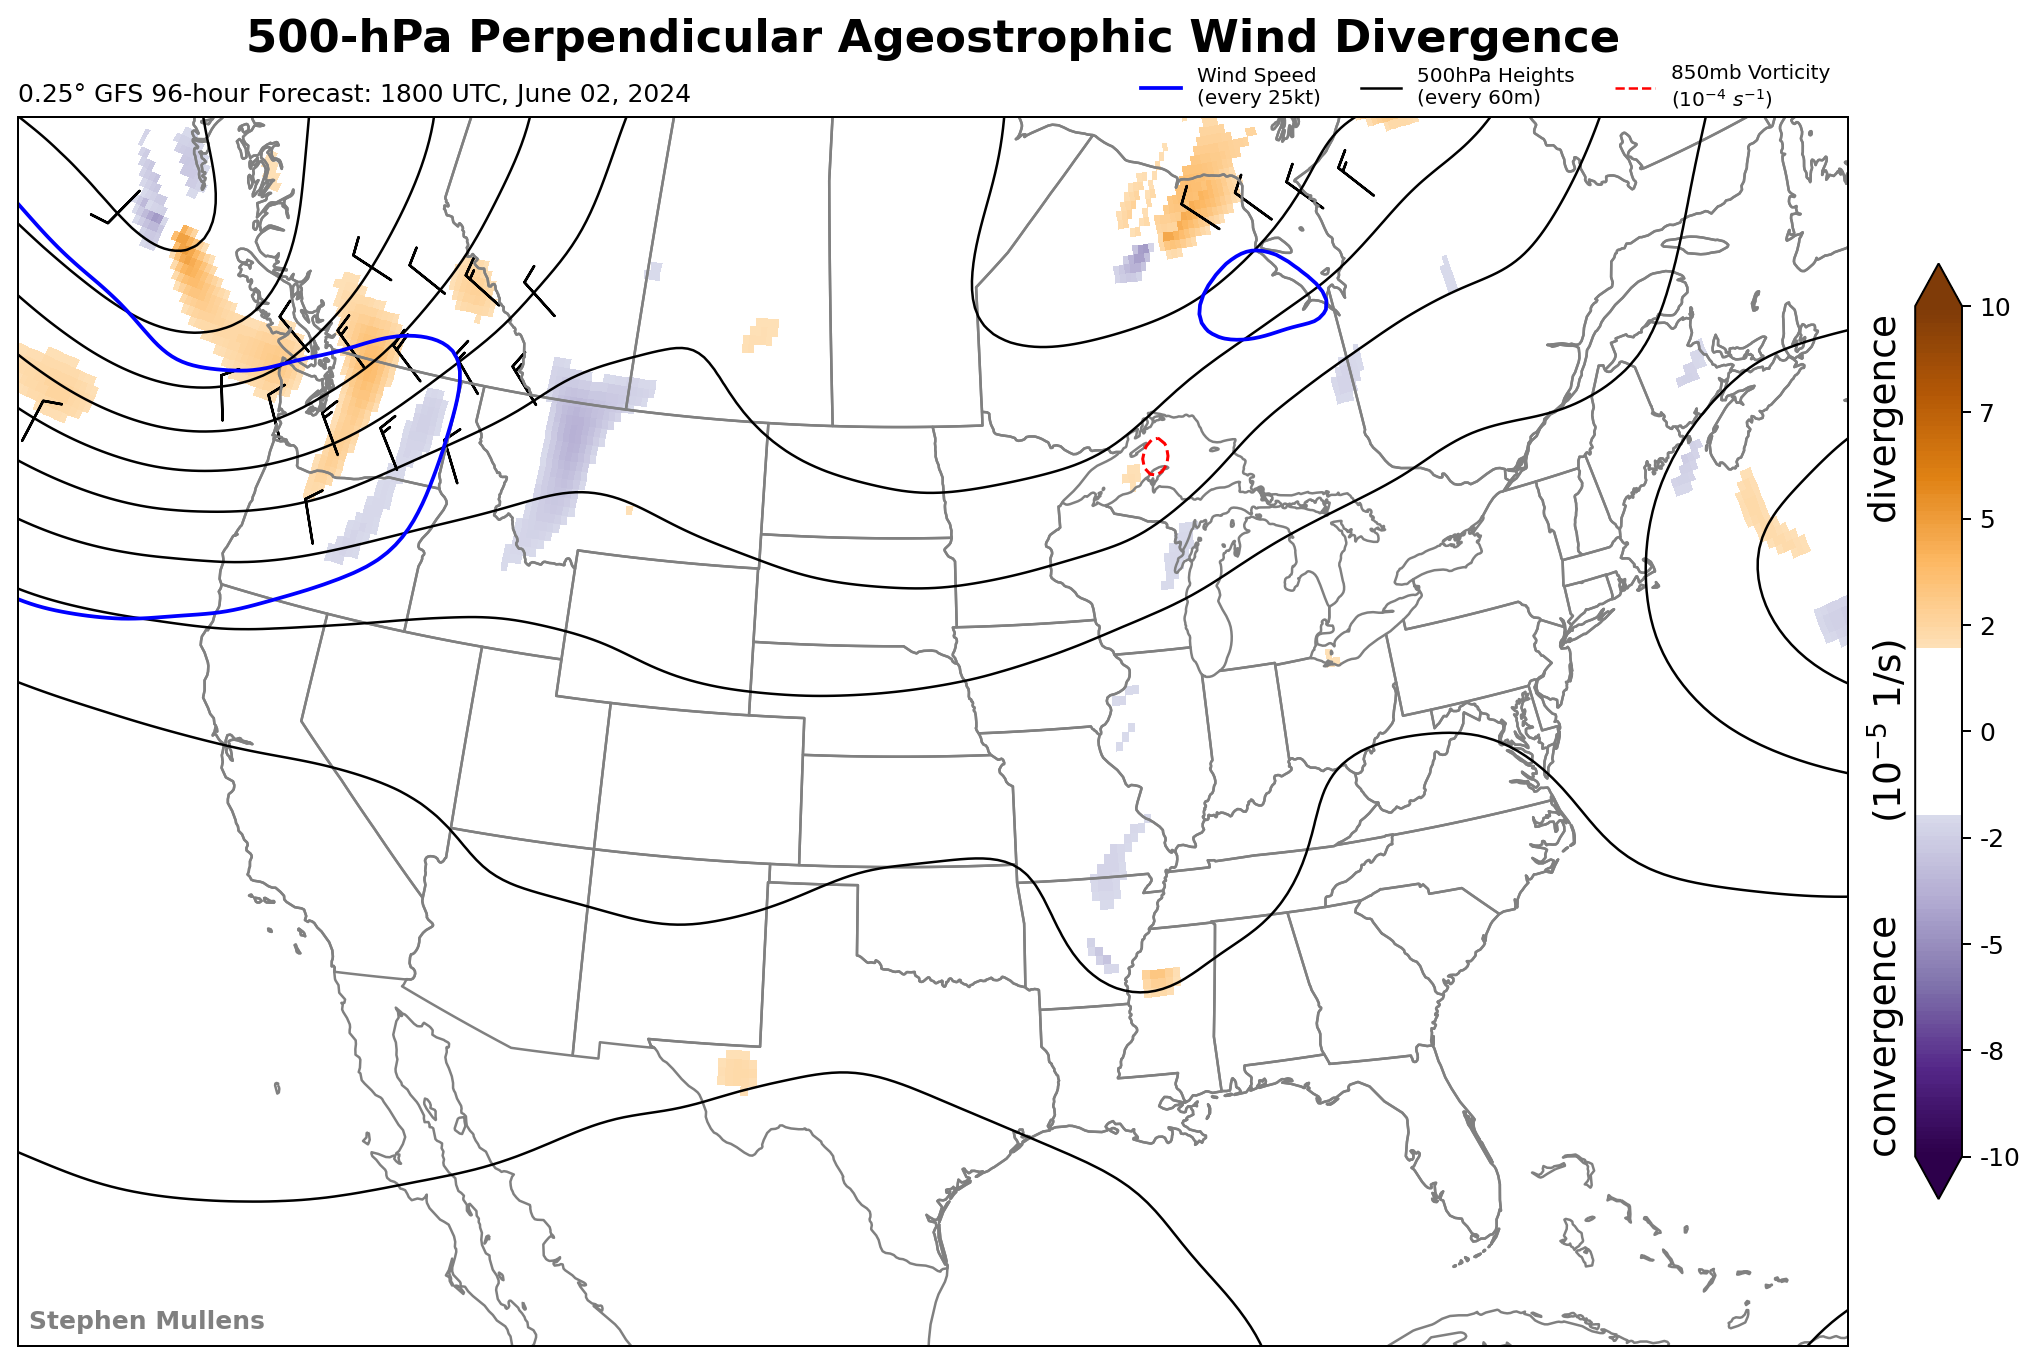 500-hPa Perpendicular Ageostrophic Wind Divergence
0.25° GFS 96-hour Forecast: 1800 UTC, June 02, 2024
Wind Speed
(every 25kt)
500hPa Heights
(every 60m)
850mb Vorticity
(10⁻⁴ s⁻¹)
10
7
5
2
0
-2
-5
-8
-10
convergence (10⁻⁵ 1/s) divergence
Stephen Mullens